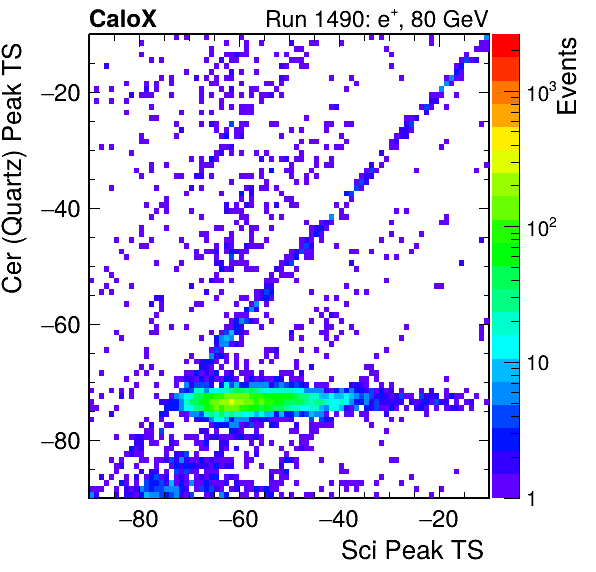 CaloX Run 1490: e⁺, 80 GeV
Cer (Quartz) Peak TS
−20
−40
−60
−80
−80 −60 −40 −20
Sci Peak TS
Events
10³
10²
10
1